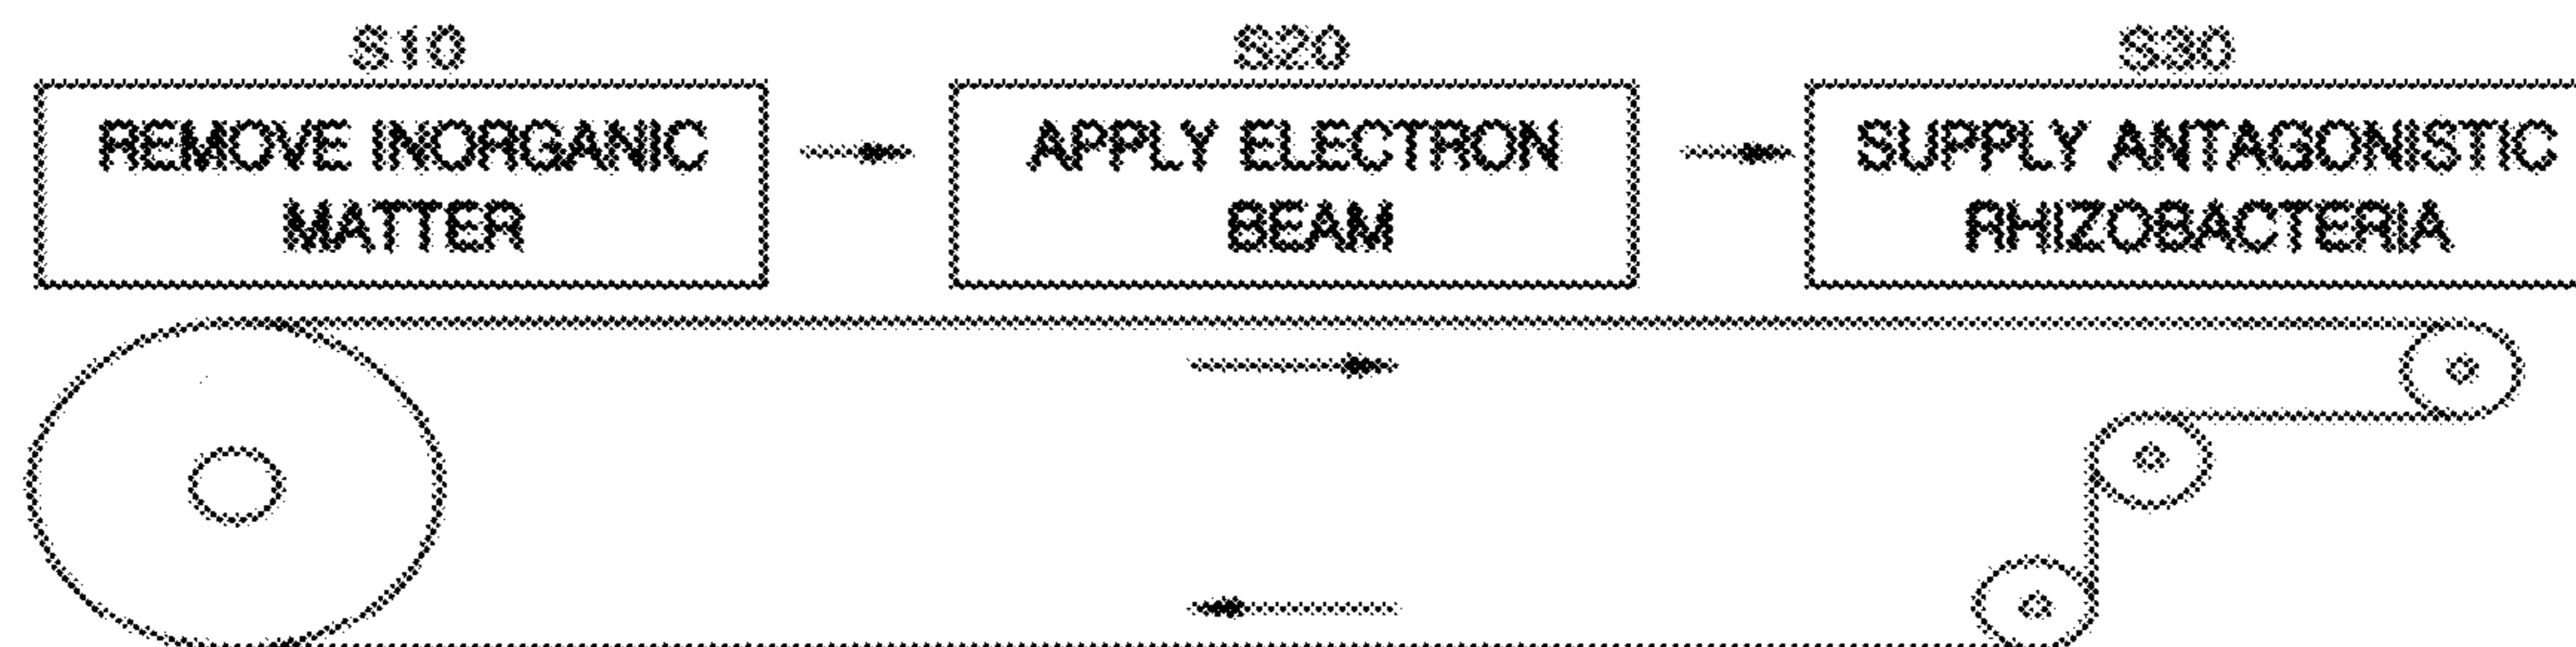 S10
REMOVE INORGANIC
MATTER
S20
APPLY ELECTRON
BEAM
S30
SUPPLY ANTAGONISTIC
RHIZOBACTERIA